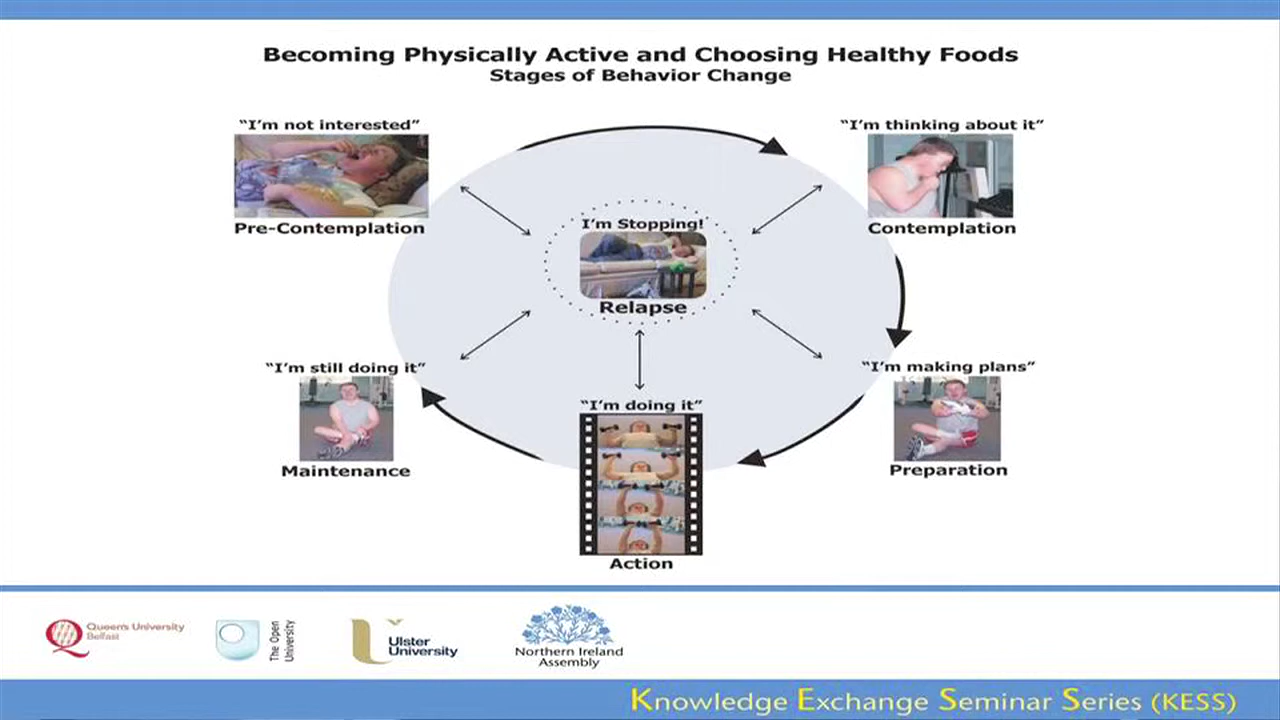 Becoming Physically Active and Choosing Healthy Foods
Stages of Behavior Change
“I’m not interested”
Pre-Contemplation
“I’m thinking about it”
Contemplation
I’m Stopping!
Relapse
“I’m still doing it”
Maintenance
“I’m doing it”
Action
“I’m making plans”
Preparation
Queen's University
Belfast
The Open
University
Ulster
University
Northern Ireland
Assembly
Knowledge Exchange Seminar Series (KESS)